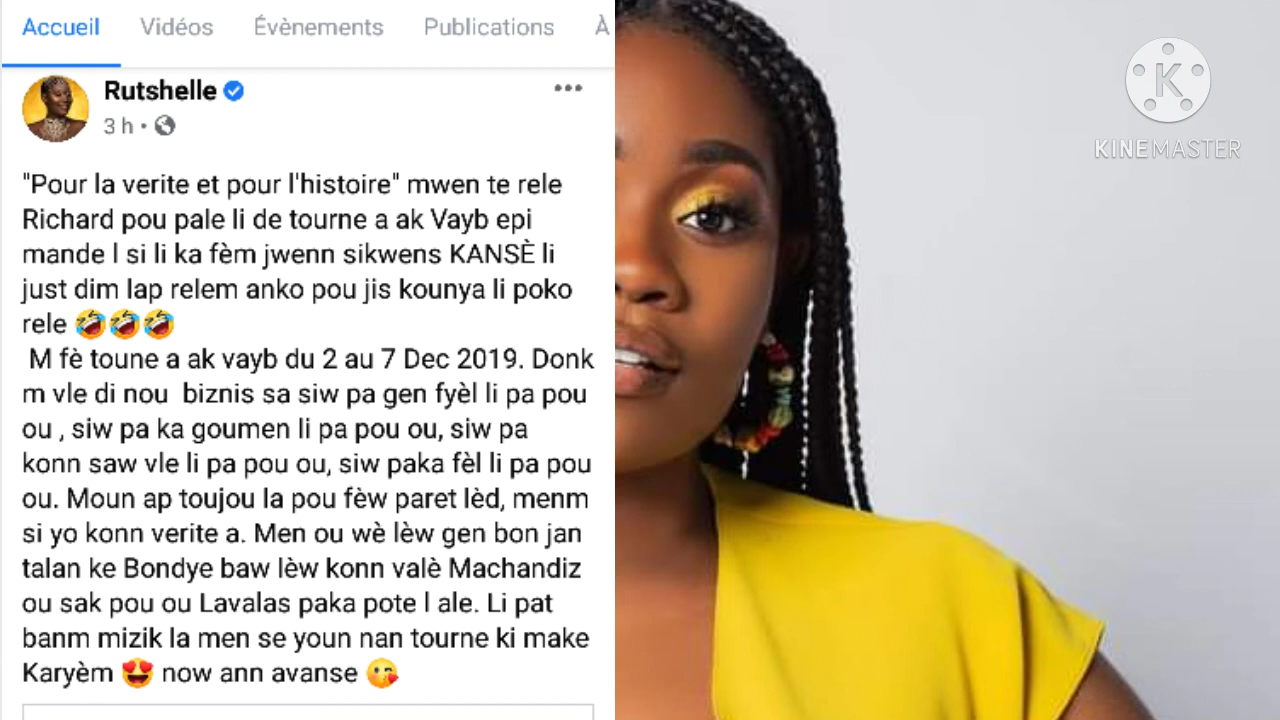 Accueil Vidéos Évènements Publications À
Rutshelle
3 h
"Pour la verite et pour l'histoire" mwen te rele
Richard pou pale li de tourne a ak Vayb epi
mande l si li ka fèm jwenn sikwens KANSÈ li
just dim lap relem anko pou jis kounya li poko
rele 🤣🤣🤣
M fè toune a ak vayb du 2 au 7 Dec 2019. Donk
m vle di nou biznis sa siw pa gen fyèl li pa pou
ou , siw pa ka goumen li pa pou ou, siw pa
konn saw vle li pa pou ou, siw paka fèl li pa pou
ou. Moun ap toujou la pou fèw paret lèd, menm
si yo konn verite a. Men ou wè lèw gen bon jan
talan ke Bondye baw lèw konn valè Machandiz
ou sak pou ou Lavalas paka pote l ale. Li pat
banm mizik la men se youn nan tourne ki make
Karyèm 😍 now ann avanse 😘
K
KINEMASTER